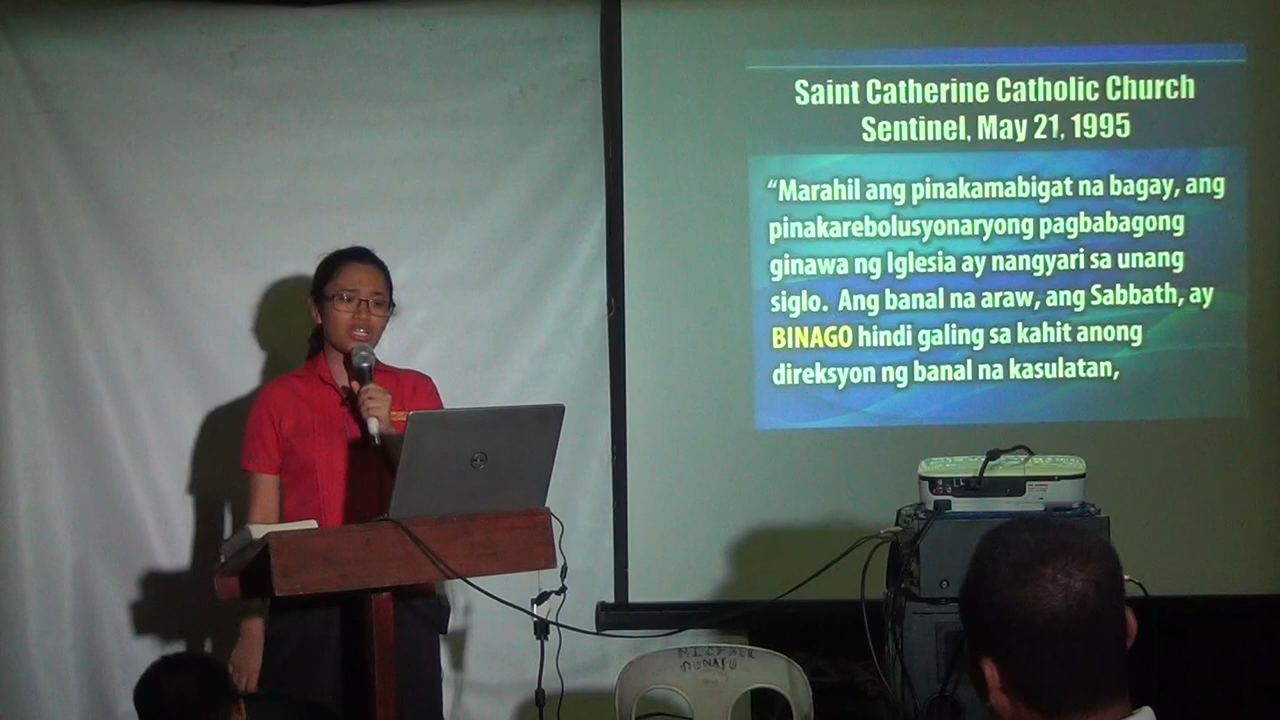 Saint Catherine Catholic Church
Sentinel, May 21, 1995
“Marahil ang pinakamabigat na bagay, ang
pinakarebolusyonaryong pagbabagong
ginawa ng Iglesia ay nangyari sa unang
siglo. Ang banal na araw, ang Sabbath, ay
BINAGO hindi galing sa kahit anong
direksyon ng banal na kasulatan,